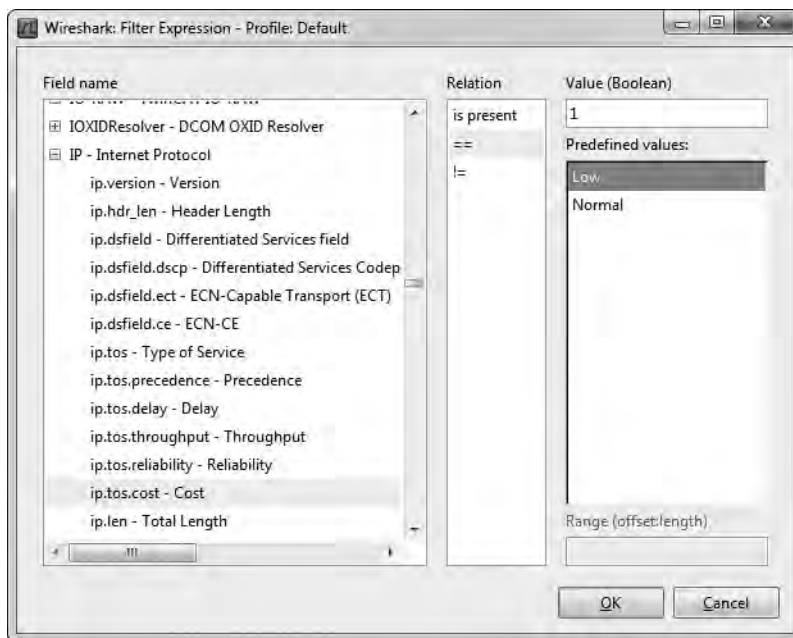 Wireshark: Filter Expression - Profile: Default
Field name
IOXIDResolver - DCOM OXID Resolver
IP - Internet Protocol
ip.version - Version
ip.hdr_len - Header Length
ip.dsfield - Differentiated Services field
ip.dsfield.dscp - Differentiated Services Codep
ip.dsfield.ect - ECN-Capable Transport (ECT)
ip.dsfield.ce - ECN-CE
ip.tos - Type of Service
ip.tos.precedence - Precedence
ip.tos.delay - Delay
ip.tos.throughput - Throughput
ip.tos.reliability - Reliability
ip.tos.cost - Cost
ip.len - Total Length
Relation
is present
==
!=
Value (Boolean)
1
Predefined values:
Low
Normal
Range (offset:length)
OK
Cancel